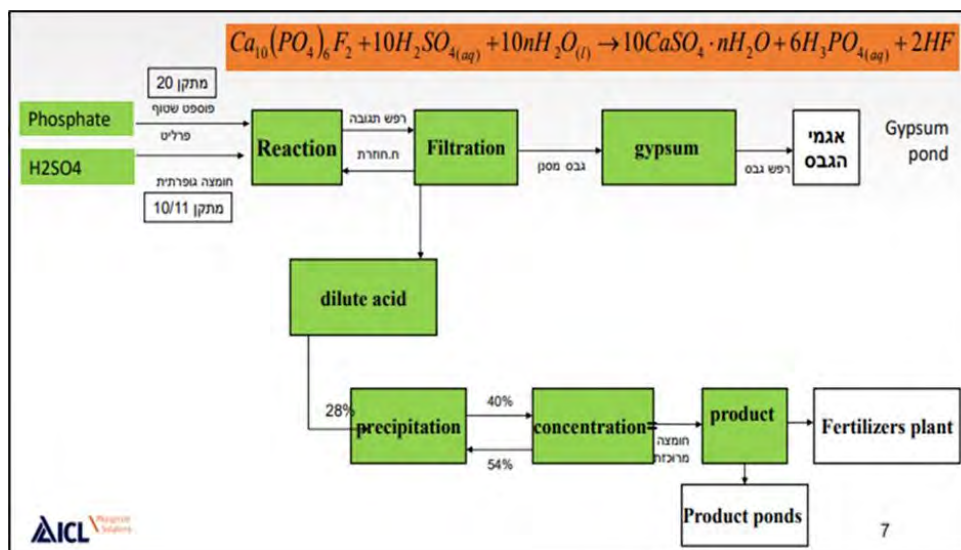 Ca10(PO4)6F2 + 10H2SO4(aq) + 10nH2O(l) → 10CaSO4 · nH2O + 6H3PO4(aq) + 2HF
מתקן 20
Phosphate
פוספט שטוף
פרליט
H2SO4
חומצה גופרתית
מתקן 10/11
Reaction
רפש תגובה
ח.חוזרת
Filtration
גבס מסנן
gypsum
רפש גבס
אגמי
הגבס
Gypsum
pond
dilute acid
28%
precipitation
40%
54%
concentration=
חומצה
מרוכזת
product
Fertilizers plant
Product ponds
ICL
Phosphate
Solutions
7